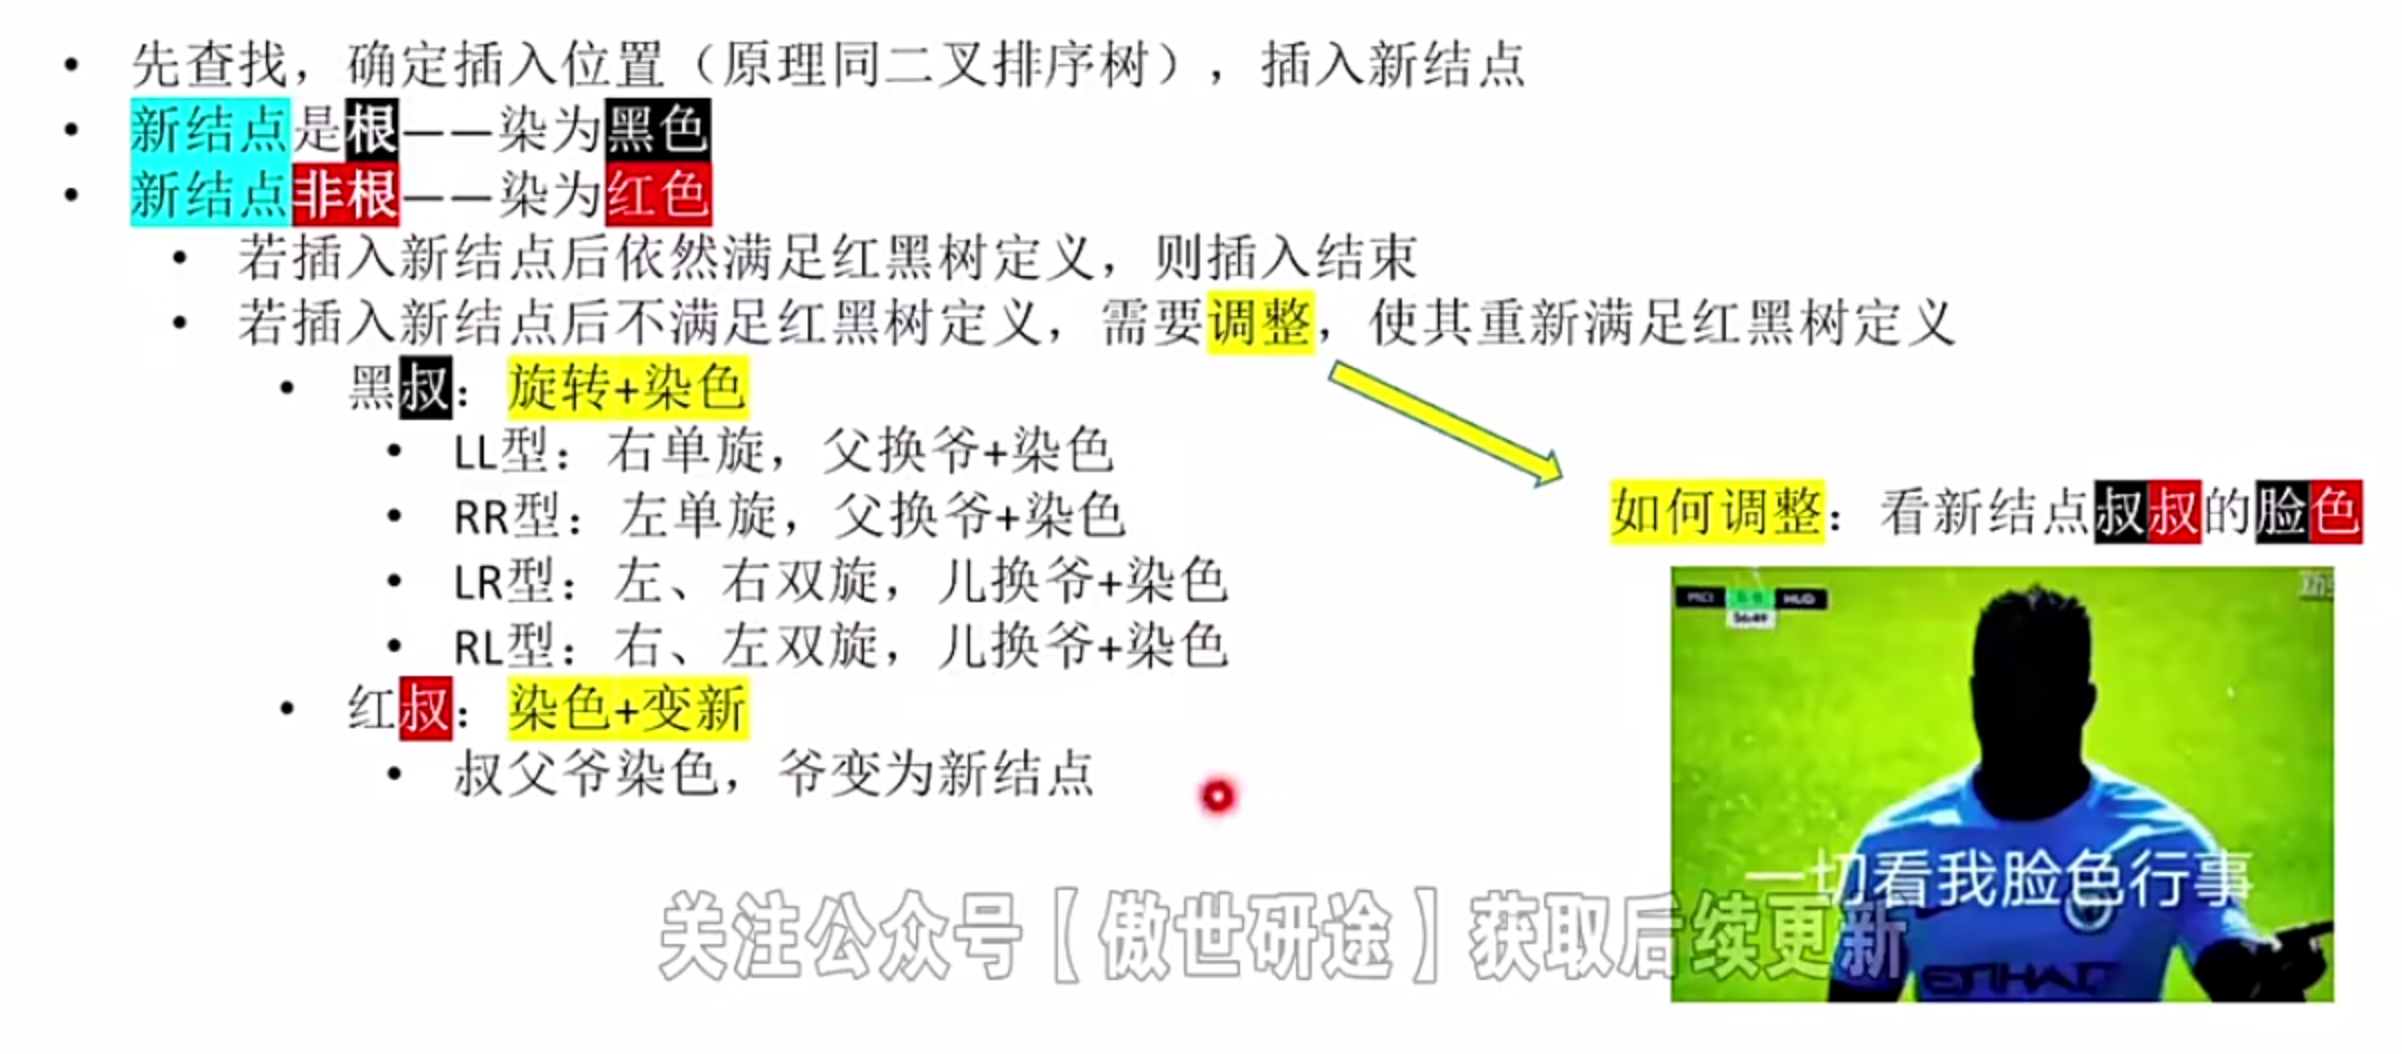 先查找，确定插入位置（原理同二叉排序树），插入新结点
新结点是根——染为黑色
新结点非根——染为红色
若插入新结点后依然满足红黑树定义，则插入结束
若插入新结点后不满足红黑树定义，需要调整，使其重新满足红黑树定义
黑叔：旋转+染色
LL型：右单旋，父换爷+染色
RR型：左单旋，父换爷+染色
LR型：左、右双旋，儿换爷+染色
RL型：右、左双旋，儿换爷+染色
红叔：染色+变新
叔父爷染色，爷变为新结点
如何调整：看新结点叔叔的脸色
MCI
HUD
56:49
一切看我脸色行事
ETIHAD
关注公众号【傲世研途】获取后续更新